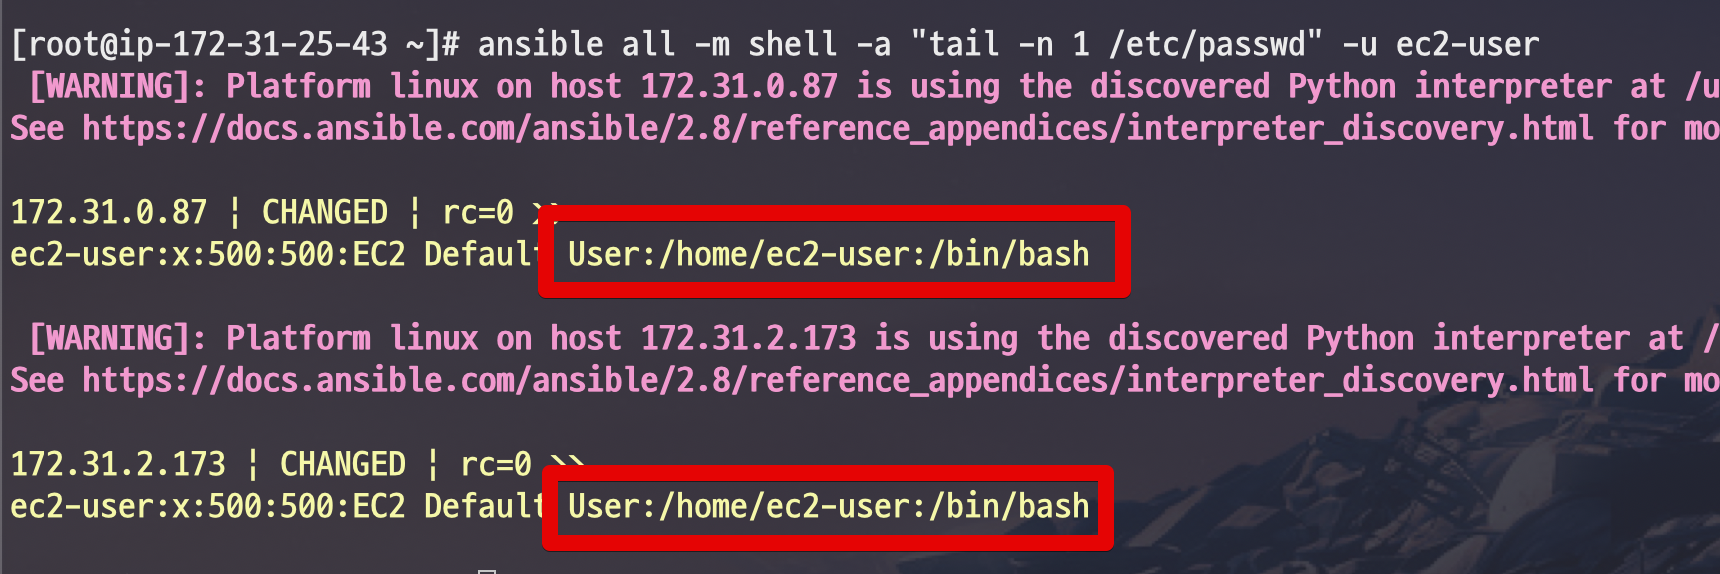 [root@ip-172-31-25-43 ~]# ansible all -m shell -a "tail -n 1 /etc/passwd" -u ec2-user
[WARNING]: Platform linux on host 172.31.0.87 is using the discovered Python interpreter at /u
See https://docs.ansible.com/ansible/2.8/reference_appendices/interpreter_discovery.html for mo
172.31.0.87 | CHANGED | rc=0 >>
ec2-user:x:500:500:EC2 Default User:/home/ec2-user:/bin/bash
[WARNING]: Platform linux on host 172.31.2.173 is using the discovered Python interpreter at /
See https://docs.ansible.com/ansible/2.8/reference_appendices/interpreter_discovery.html for mo
172.31.2.173 | CHANGED | rc=0 >>
ec2-user:x:500:500:EC2 Default User:/home/ec2-user:/bin/bash